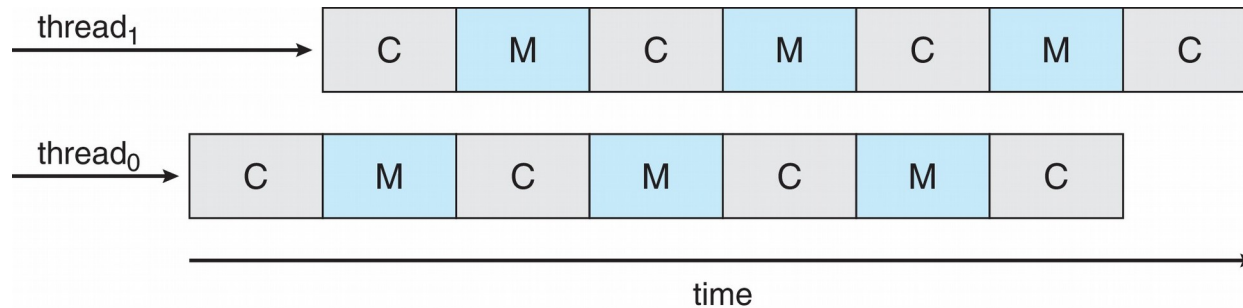 thread₁ C M C M C M C
thread₀ C M C M C M C
time